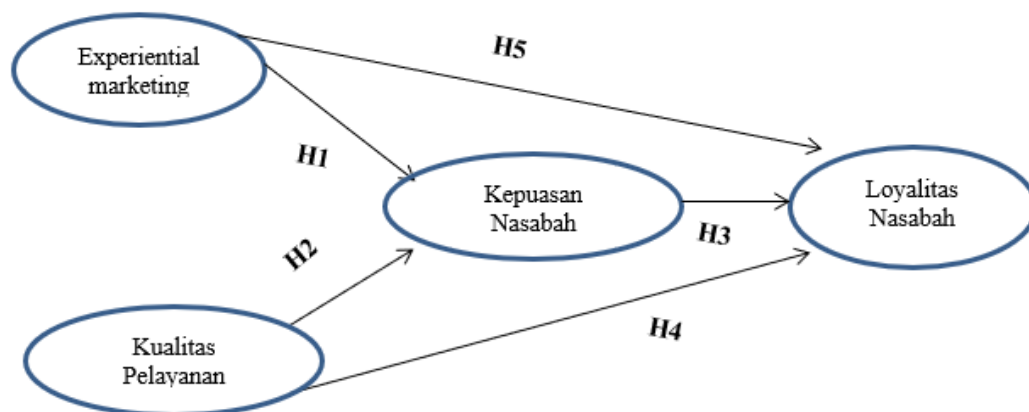 Experiential
marketing
H5
H1
Kepuasan
Nasabah
Loyalitas
Nasabah
H3
H2
Kualitas
Pelayanan
H4